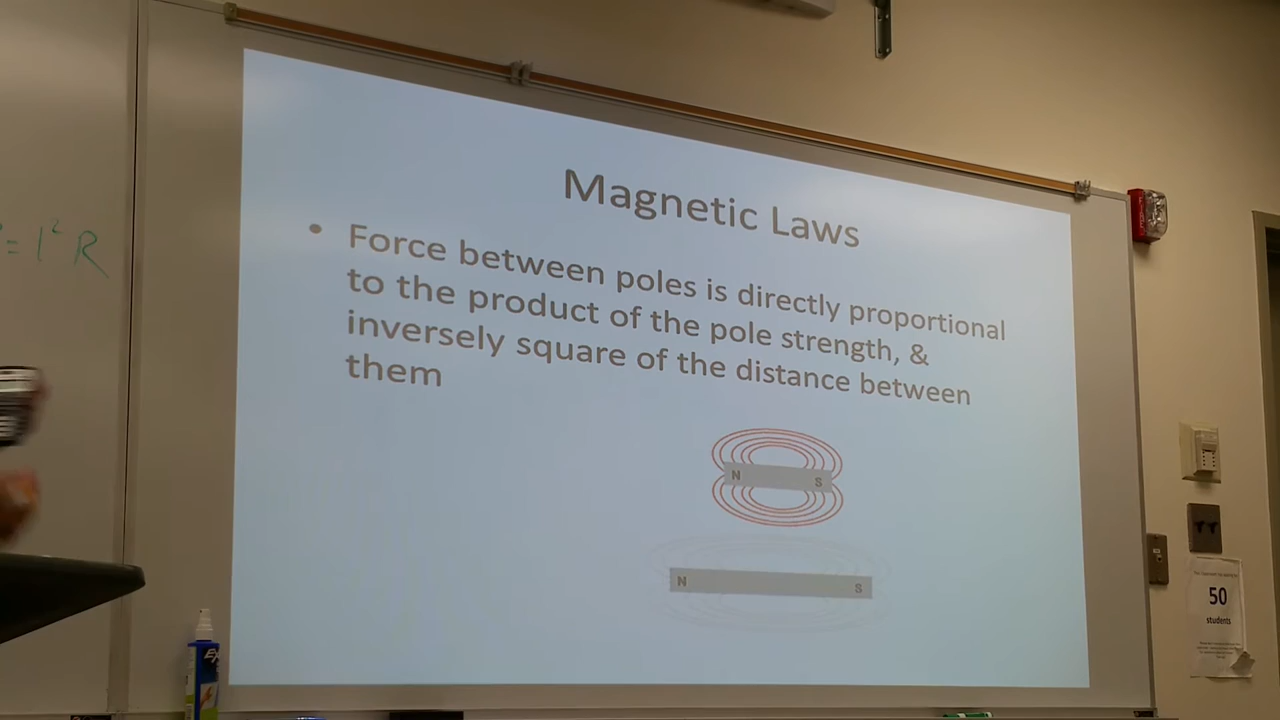 Magnetic Laws
• Force between poles is directly proportional
to the product of the pole strength, &
inversely square of the distance between
them
N S
N S
= I² R
50
students